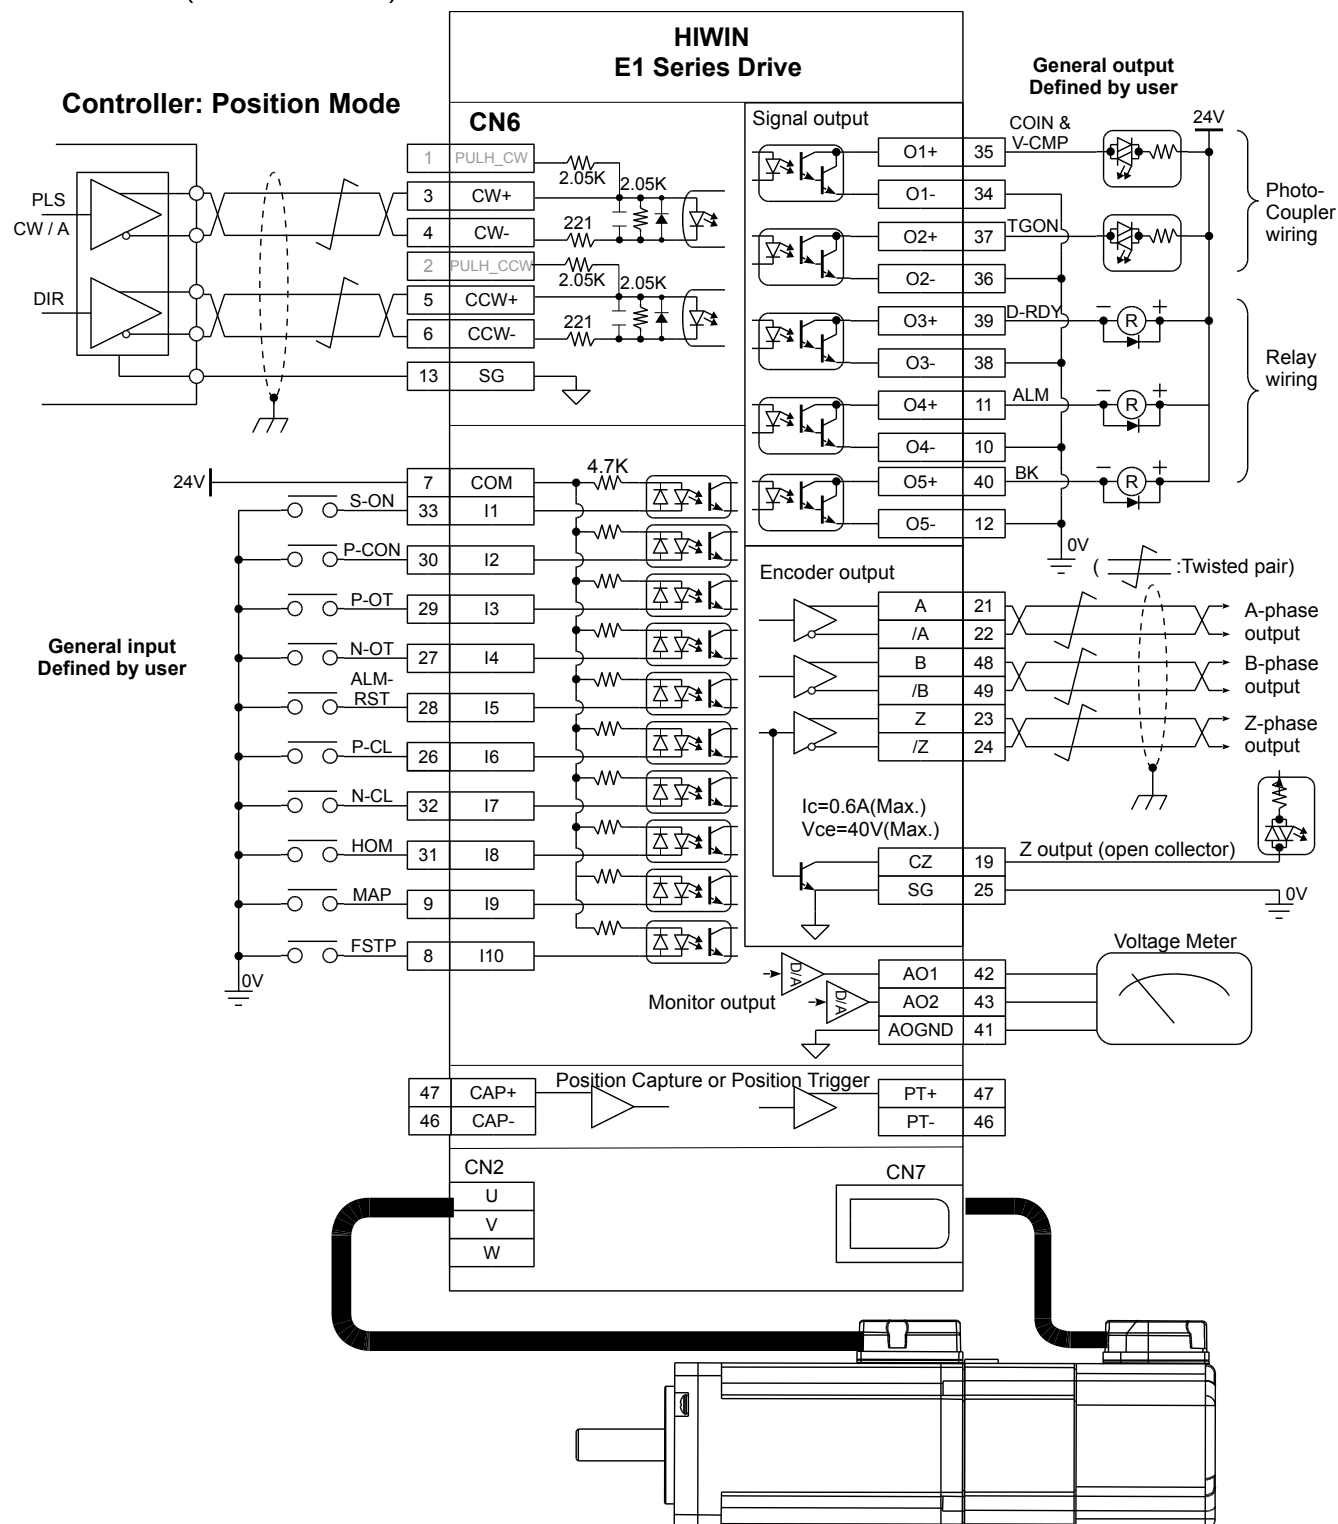 HIWIN
E1 Series Drive
General output
Defined by user
Controller: Position Mode
CN6
PLS
CW / A
DIR
1 PULH_CW
3 CW+
4 CW-
2 PULH_CCW
5 CCW+
6 CCW-
13 SG
2.05K
2.05K
221
2.05K
2.05K
221
Signal output
O1+ 35 COIN &
V-CMP
O1- 34
O2+ 37 TGON
O2- 36
O3+ 39 D-RDY
O3- 38
O4+ 11 ALM
O4- 10
O5+ 40 BK
O5- 12
24V
Photo-
Coupler
wiring
R
R
R
Relay
wiring
0V
( :Twisted pair)
General input
Defined by user
24V
7 COM
4.7K
S-ON 33 I1
P-CON 30 I2
P-OT 29 I3
N-OT 27 I4
ALM-
RST 28 I5
P-CL 26 I6
N-CL 32 I7
HOM 31 I8
MAP 9 I9
FSTP 8 I10
0V
Encoder output
A 21
/A 22
B 48
/B 49
Z 23
/Z 24
A-phase
output
B-phase
output
Z-phase
output
Ic=0.6A(Max.)
Vce=40V(Max.)
CZ 19 Z output (open collector)
SG 25
0V
Voltage Meter
Monitor output
D/A
D/A
AO1 42
AO2 43
AOGND 41
Position Capture or Position Trigger
47 CAP+
46 CAP-
PT+ 47
PT- 46
CN2
U
V
W
CN7